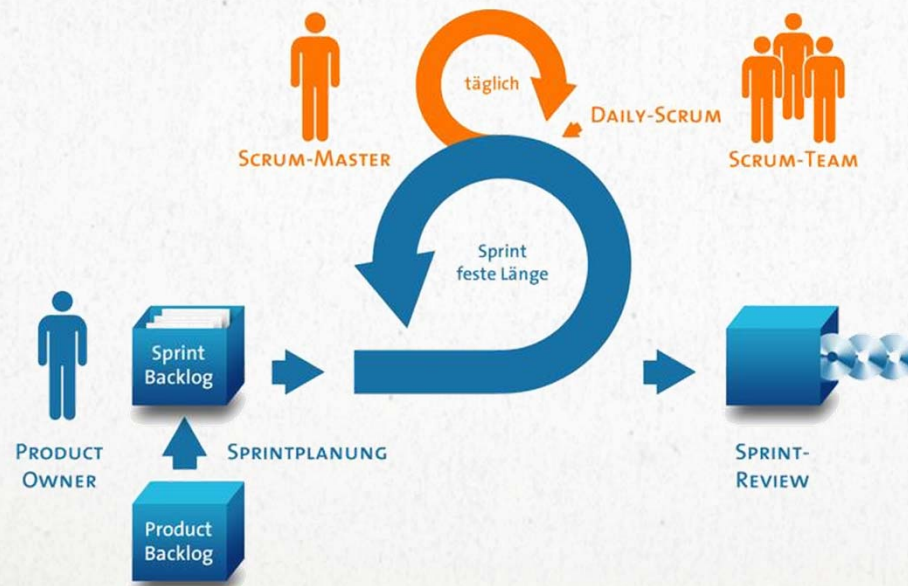 täglich
DAILY-SCRUM
SCRUM-MASTER
SCRUM-TEAM
Sprint
feste Länge
Sprint
Backlog
PRODUCT
OWNER
SPRINTPLANUNG
SPRINT-
REVIEW
Product
Backlog